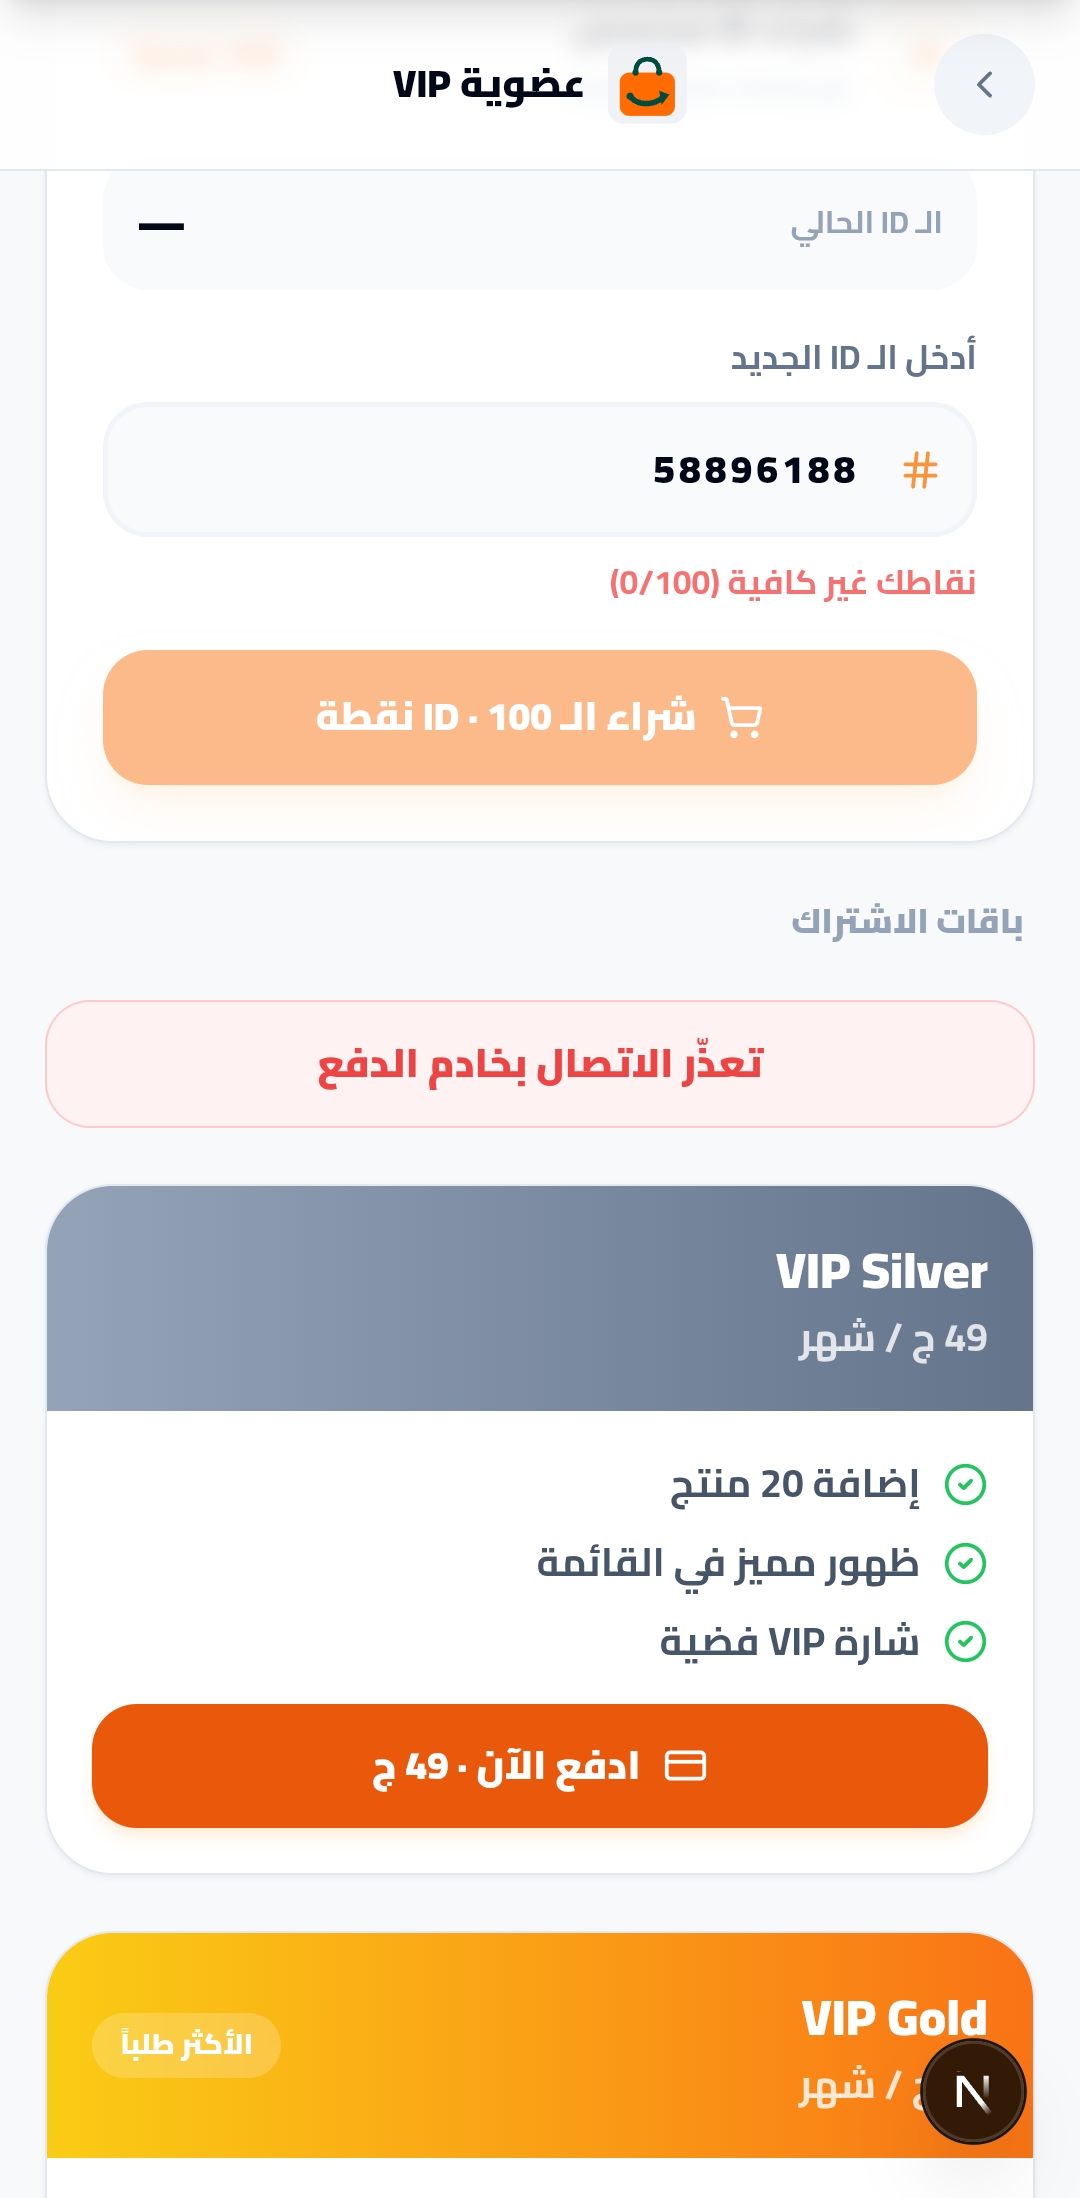 عضوية VIP
الـ ID الحالي
—
أدخل الـ ID الجديد
# 58896188
نقاطك غير كافية (0/100)
شراء الـ ID · 100 نقطة
باقات الاشتراك
تعذّر الاتصال بخادم الدفع
VIP Silver
49 ج / شهر
إضافة 20 منتج
ظهور مميز في القائمة
شارة VIP فضية
ادفع الآن · 49 ج
VIP Gold
الأكثر طلباً
ج / شهر
N